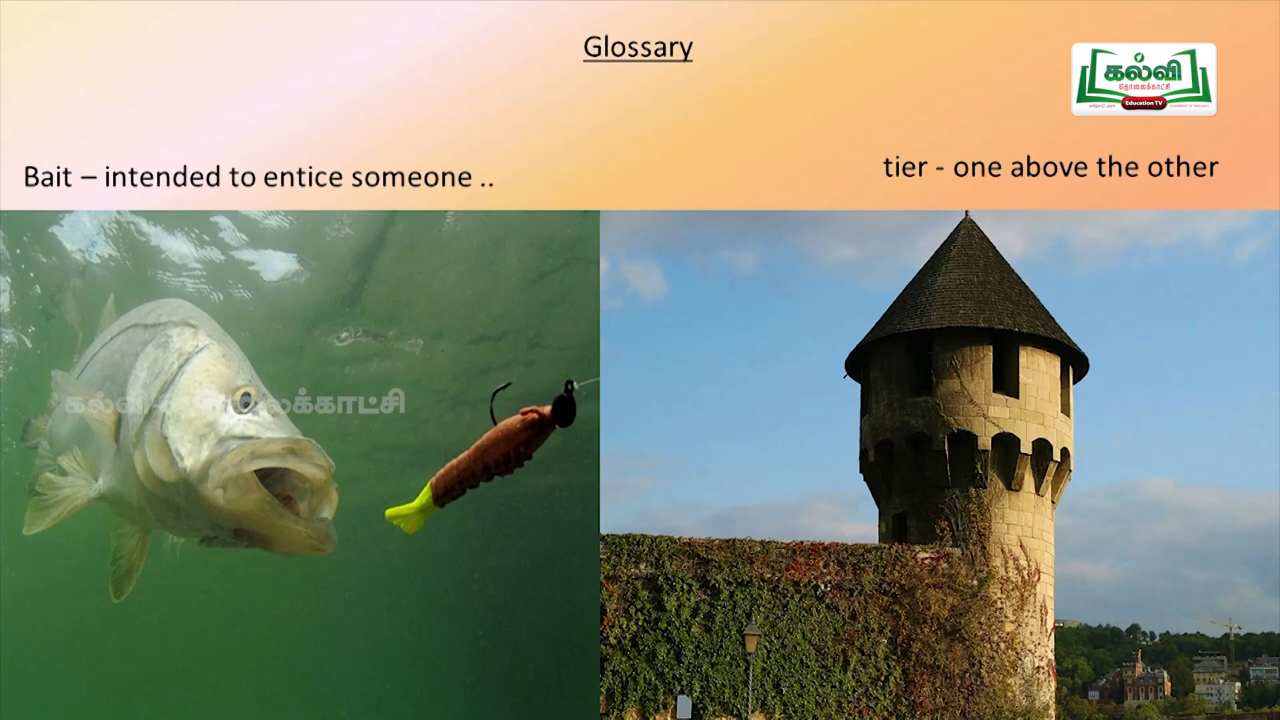 Glossary
கல்வி
தொலைக்காட்சி
Education TV
Bait – intended to entice someone ..
tier - one above the other